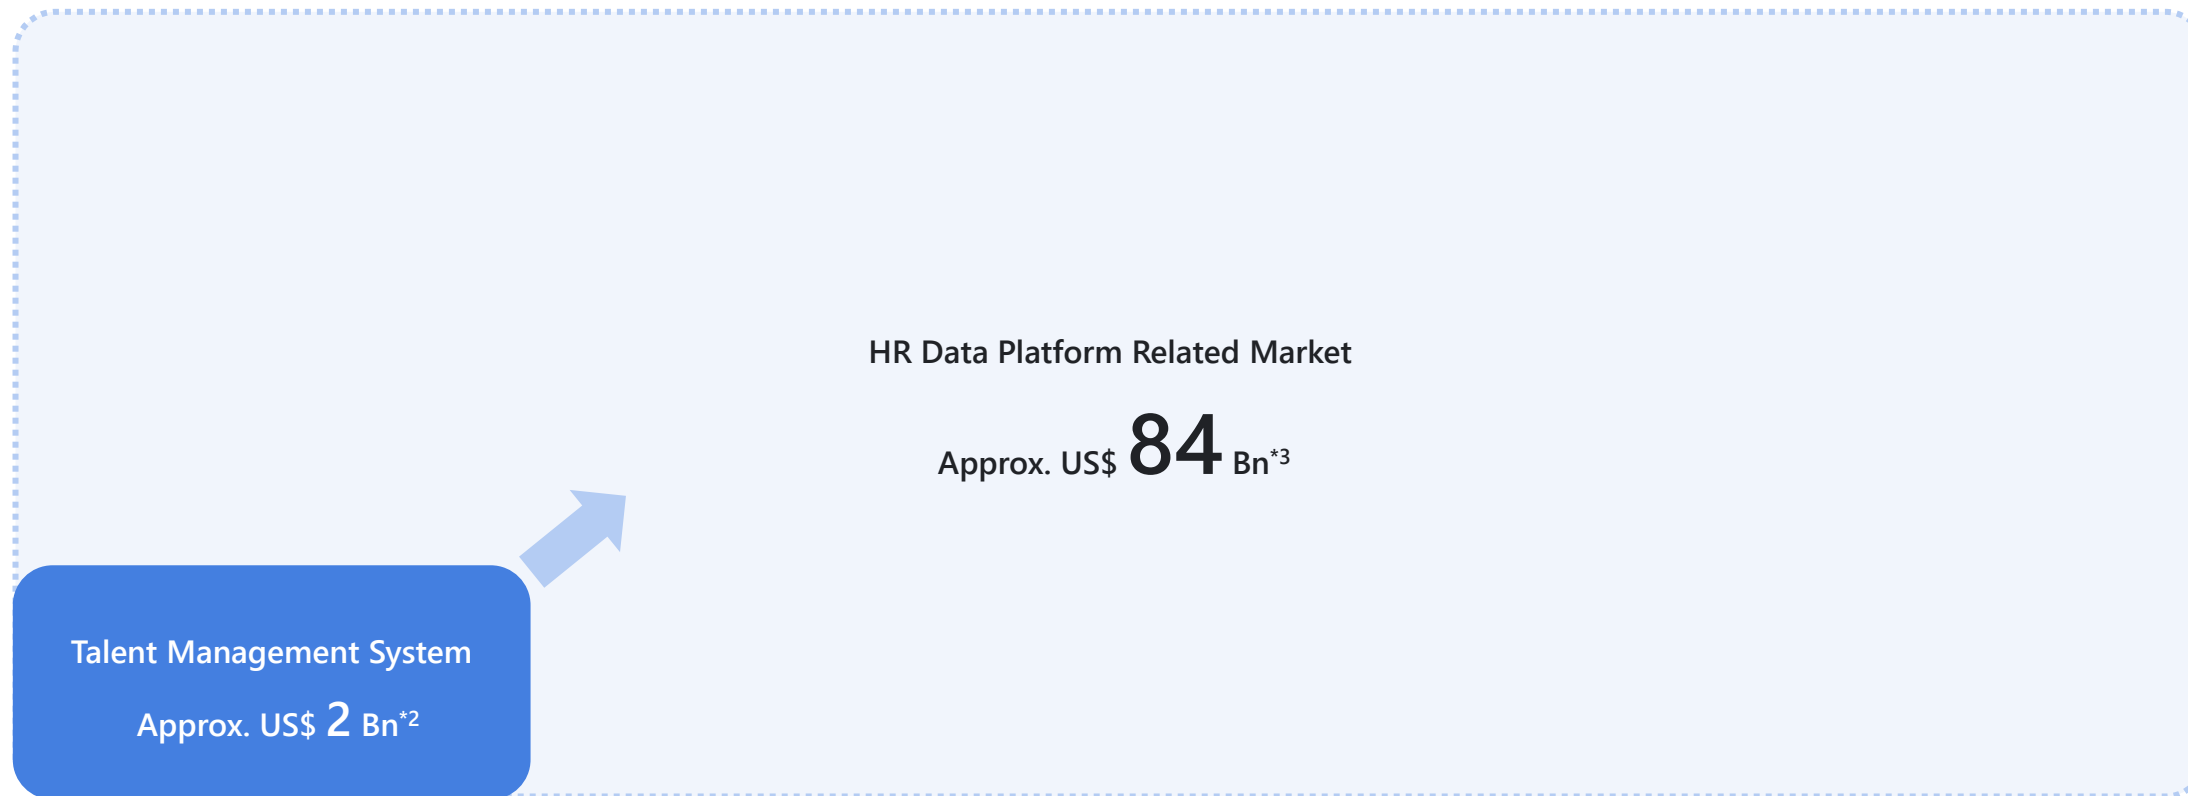 HR Data Platform Related Market
Approx. US$ 84 Bn*3
Talent Management System
Approx. US$ 2 Bn*2